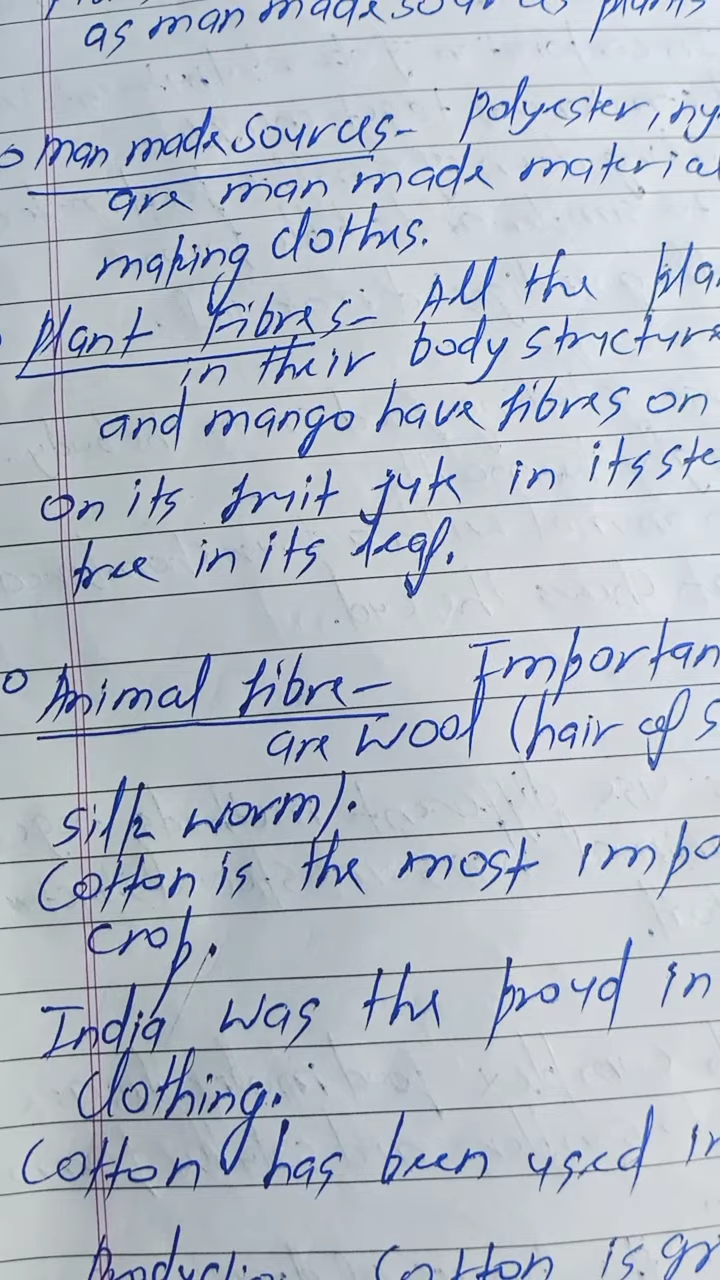 as man made
man made sources- polyester, ny
are man made materia
making clothes.
Plant Fibres- All the pla
in their body structure
and mango have fibres on
on its fruit jute in its ste
tree in its leaf.
Animal fibre- Importan
are wool (hair of s
silk worm).
Cotton is the most impo
crop.
India was the proud in
clothing.
Cotton has been used in
Cotton is gr